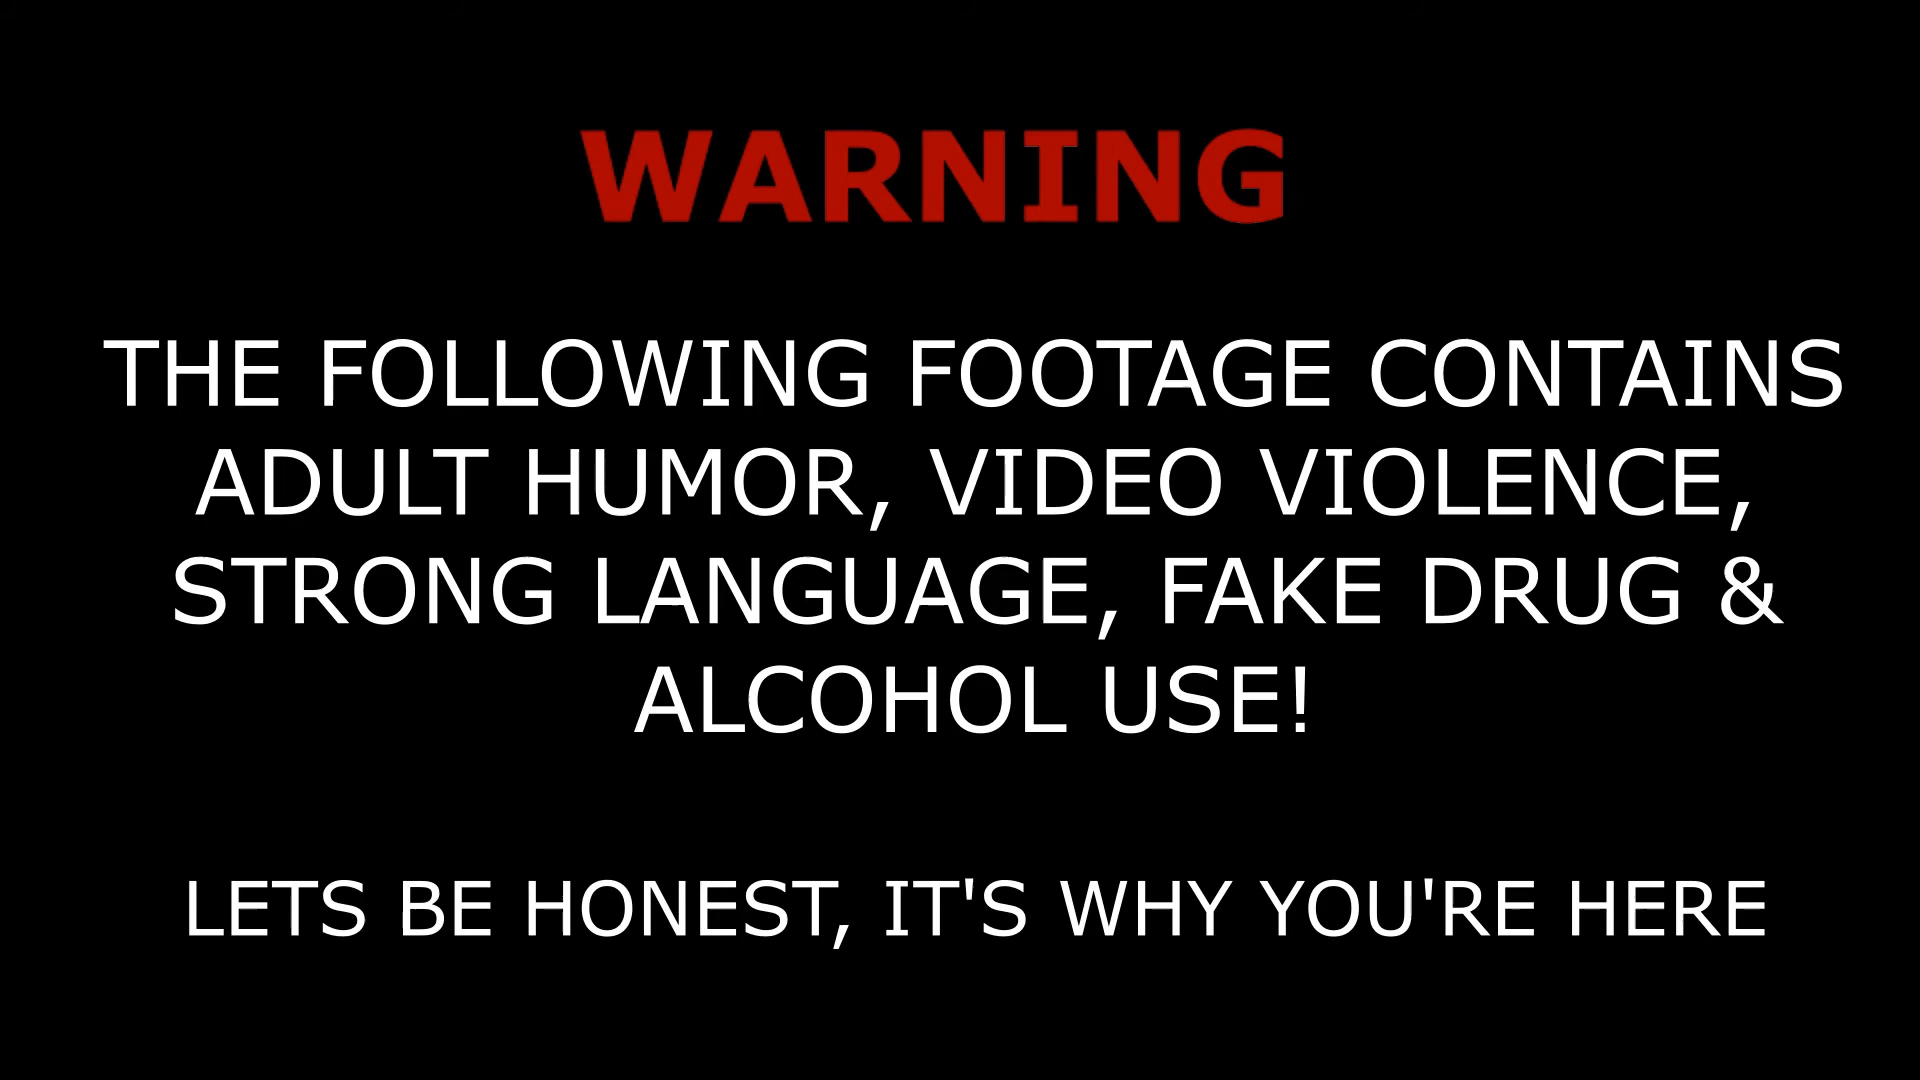 WARNING
THE FOLLOWING FOOTAGE CONTAINS
ADULT HUMOR, VIDEO VIOLENCE,
STRONG LANGUAGE, FAKE DRUG &
ALCOHOL USE!
LETS BE HONEST, IT'S WHY YOU'RE HERE